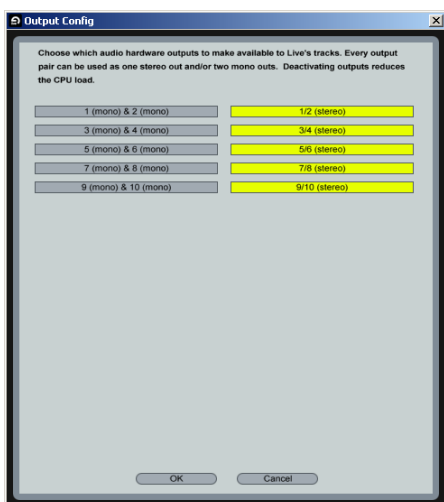 Output Config
Choose which audio hardware outputs to make available to Live's tracks. Every output
pair can be used as one stereo out and/or two mono outs. Deactivating outputs reduces
the CPU load.
1 (mono) & 2 (mono) 1/2 (stereo)
3 (mono) & 4 (mono) 3/4 (stereo)
5 (mono) & 6 (mono) 5/6 (stereo)
7 (mono) & 8 (mono) 7/8 (stereo)
9 (mono) & 10 (mono) 9/10 (stereo)
OK Cancel